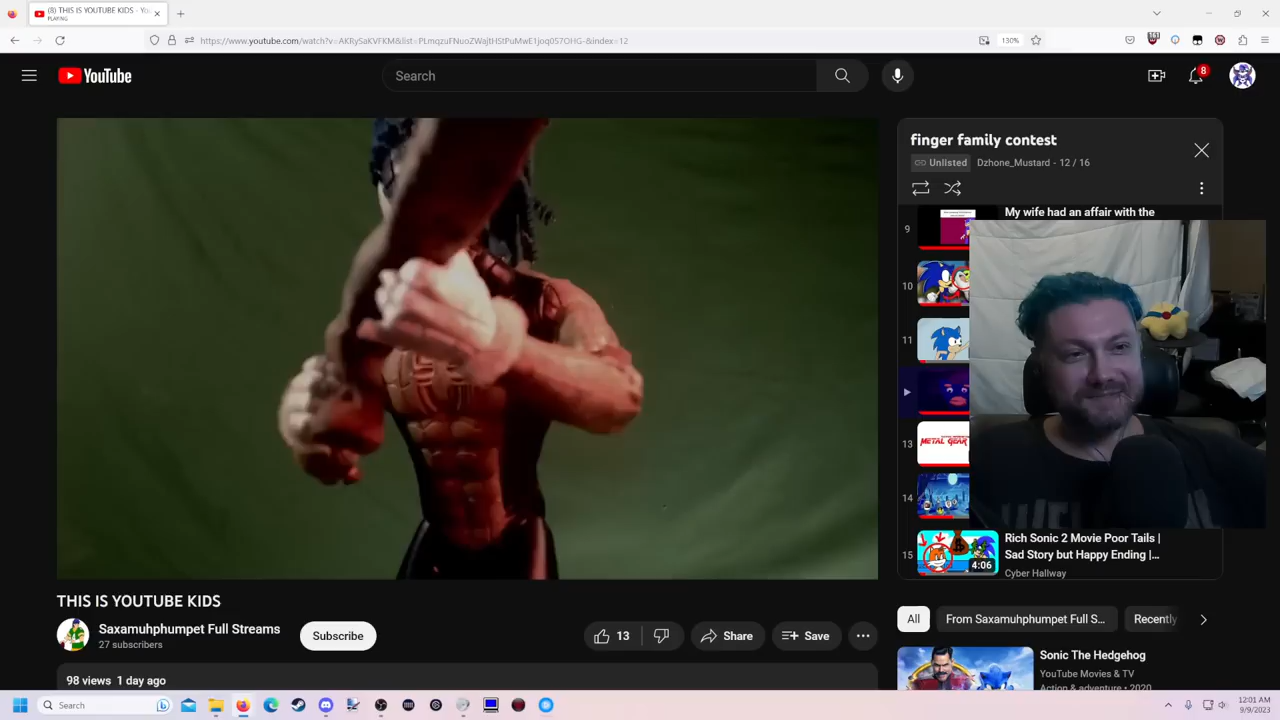 (8) THIS IS YOUTUBE KIDS - You
PLAYING
https://www.youtube.com/watch?v=AKRySaKVFKM&list=PLmqzuFNuoZWajtHStPuMwE1joq0S7OHG-&index=12
130%
YouTube
Search
8
finger family contest
Unlisted
Dzhone_Mustard - 12 / 16
9
My wife had an affair with the
10
11
13
METAL GEAR
14
15
4:06
Rich Sonic 2 Movie Poor Tails |
Sad Story but Happy Ending |...
Cyber Hallway
THIS IS YOUTUBE KIDS
Saxamuhphumpet Full Streams
27 subscribers
Subscribe
13
Share
Save
All
From Saxamuhphumpet Full S...
Recently
98 views 1 day ago
Sonic The Hedgehog
YouTube Movies & TV
Action & adventure • 2020
Search
12:01 AM
9/9/2023